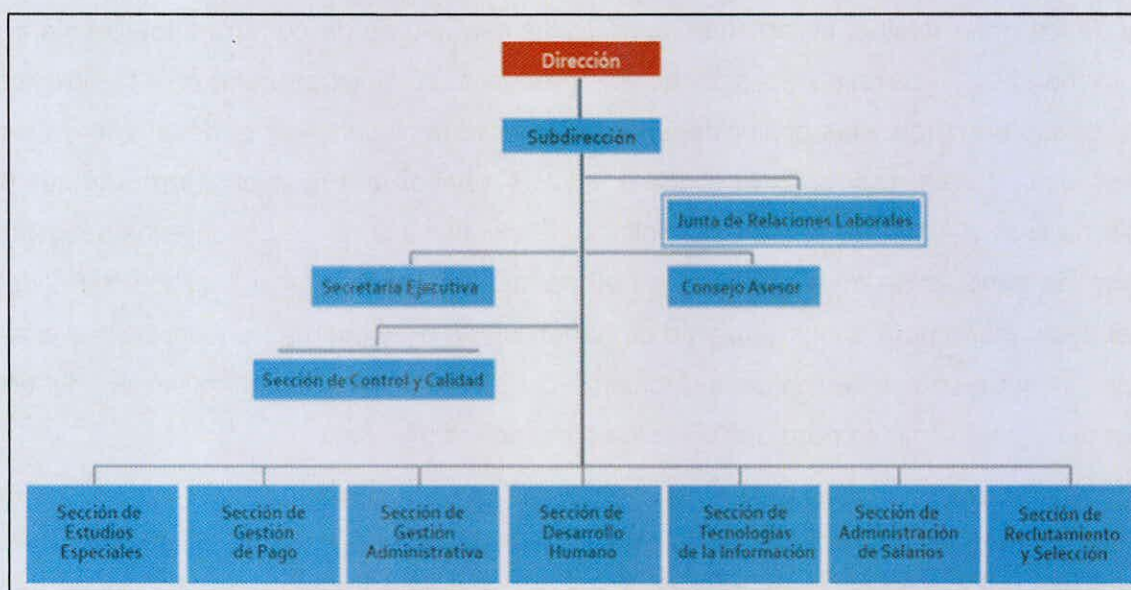 Dirección
Subdirección
Junta de Relaciones Laborales
Secretaría Ejecutiva
Consejo Asesor
Sección de Control y Calidad
Sección de
Estudios
Especiales
Sección de
Gestión
de Pago
Sección de
Gestión
Administrativa
Sección de
Desarrollo
Humano
Sección de
Tecnologías
de la Información
Sección de
Administración
de Salarios
Sección de
Reclutamiento
y Selección